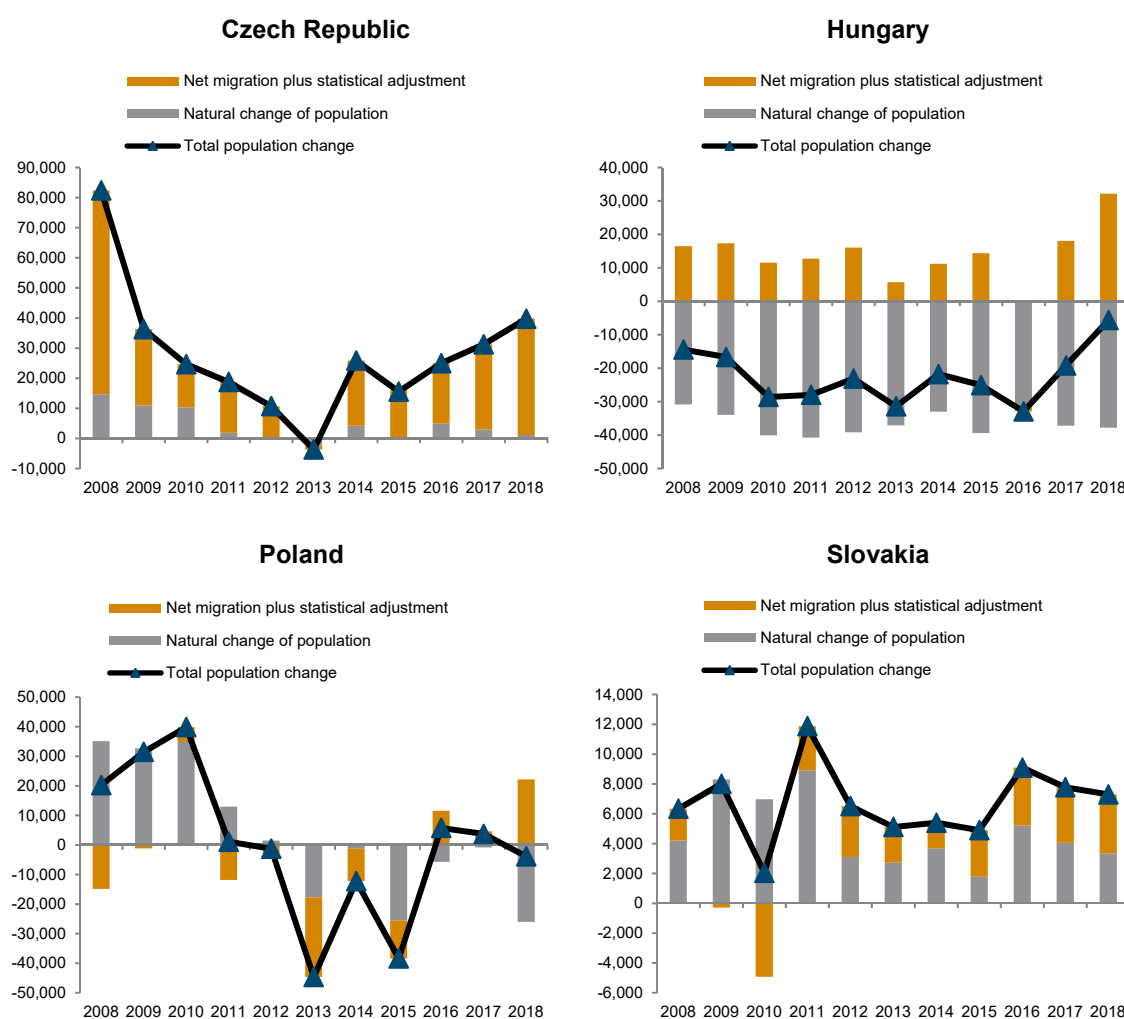 Czech Republic
Net migration plus statistical adjustment
Natural change of population
Total population change
90,000
80,000
70,000
60,000
50,000
40,000
30,000
20,000
10,000
0
-10,000
2008 2009 2010 2011 2012 2013 2014 2015 2016 2017 2018
Hungary
Net migration plus statistical adjustment
Natural change of population
Total population change
40,000
30,000
20,000
10,000
0
-10,000
-20,000
-30,000
-40,000
-50,000
2008 2009 2010 2011 2012 2013 2014 2015 2016 2017 2018
Poland
Net migration plus statistical adjustment
Natural change of population
Total population change
50,000
40,000
30,000
20,000
10,000
0
-10,000
-20,000
-30,000
-40,000
-50,000
2008 2009 2010 2011 2012 2013 2014 2015 2016 2017 2018
Slovakia
Net migration plus statistical adjustment
Natural change of population
Total population change
14,000
12,000
10,000
8,000
6,000
4,000
2,000
0
-2,000
-4,000
-6,000
2008 2009 2010 2011 2012 2013 2014 2015 2016 2017 2018